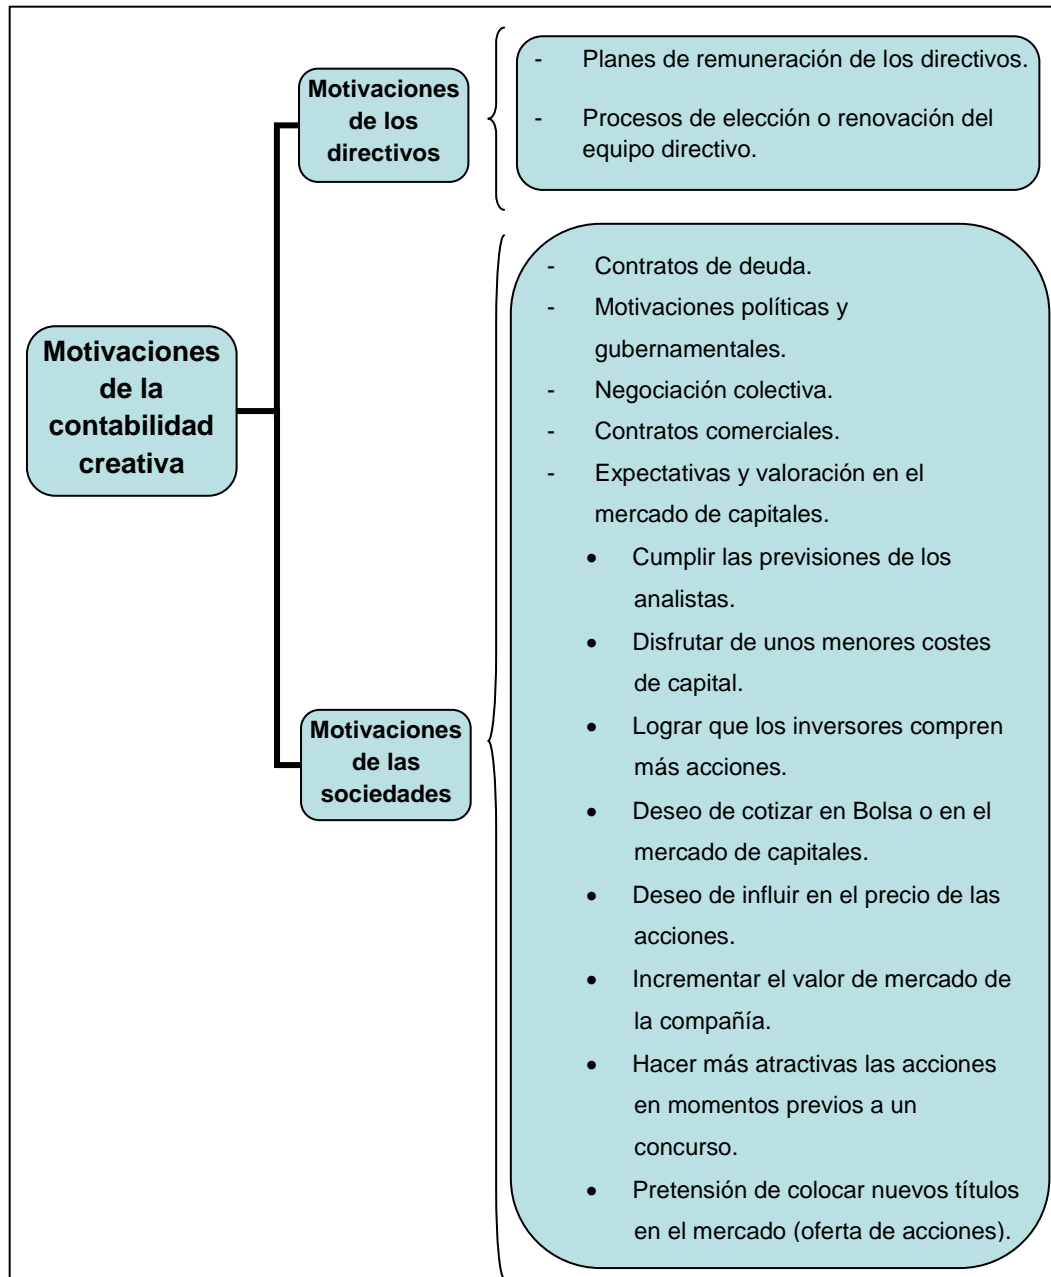 Motivaciones
de la
contabilidad
creativa
Motivaciones
de los
directivos
- Planes de remuneración de los directivos.
- Procesos de elección o renovación del
equipo directivo.
Motivaciones
de las
sociedades
- Contratos de deuda.
- Motivaciones políticas y
gubernamentales.
- Negociación colectiva.
- Contratos comerciales.
- Expectativas y valoración en el
mercado de capitales.
• Cumplir las previsiones de los
analistas.
• Disfrutar de unos menores costes
de capital.
• Lograr que los inversores compren
más acciones.
• Deseo de cotizar en Bolsa o en el
mercado de capitales.
• Deseo de influir en el precio de las
acciones.
• Incrementar el valor de mercado de
la compañía.
• Hacer más atractivas las acciones
en momentos previos a un
concurso.
• Pretensión de colocar nuevos títulos
en el mercado (oferta de acciones).